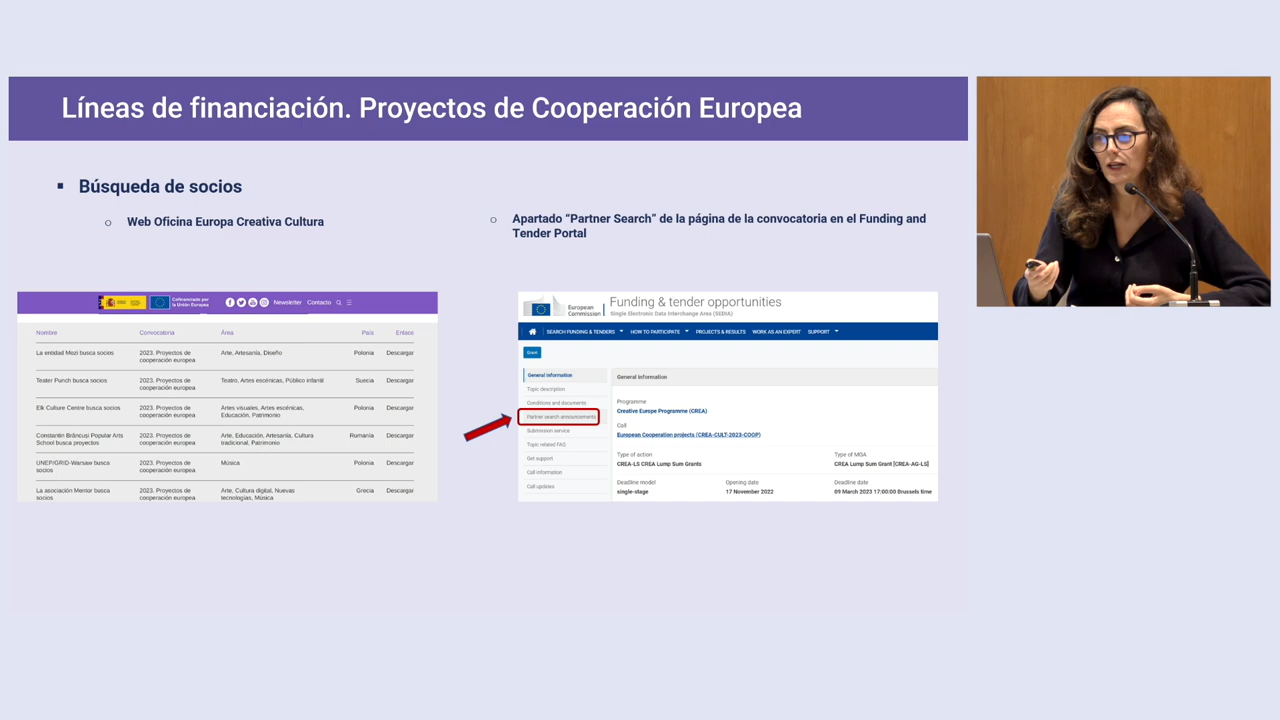 Líneas de financiación. Proyectos de Cooperación Europea
Búsqueda de socios
Web Oficina Europa Creativa Cultura
Apartado “Partner Search” de la página de la convocatoria en el Funding and
Tender Portal
Cofinanciado por
la Unión Europea
Newsletter Contacto
Nombre Convocatoria Área País Enlace
La entidad Mozi busca socios 2023. Proyectos de cooperación europea Arte, Artesanía, Diseño Polonia Descargar
Teater Punch busca socios 2023. Proyectos de cooperación europea Teatro, Artes escénicas, Público infantil Suecia Descargar
Elk Culture Centre busca socios 2023. Proyectos de cooperación europea Artes visuales, Artes escénicas, Educación, Patrimonio Polonia Descargar
Constantin Brâncuși Popular Arts School busca proyectos 2023. Proyectos de cooperación europea Arte, Educación, Artesanía, Cultura tradicional, Patrimonio Rumanía Descargar
UNEP/GRID-Warsaw busca socios 2023. Proyectos de cooperación europea Música Polonia Descargar
La asociación Mentor busca socios 2023. Proyectos de cooperación europea Arte, Cultura digital, Nuevas tecnologías, Música Grecia Descargar
European
Commission
Funding & tender opportunities
Single Electronic Data Interchange Area (SEDIA)
SEARCH FUNDING & TENDERS HOW TO PARTICIPATE PROJECTS & RESULTS WORK AS AN EXPERT SUPPORT
Grant
General information
Topic description
Conditions and documents
Partner search announcements
Submission service
Topic related FAQ
Get support
Call information
Call updates
General information
Programme
Creative Europe Programme (CREA)
Call
European Cooperation projects (CREA-CULT-2023-COOP)
Type of action Type of MGA
CREA-LS CREA Lump Sum Grants CREA Lump Sum Grant [CREA-AG-LS]
Deadline model Opening date Deadline date
single-stage 17 November 2022 09 March 2023 17:00:00 Brussels time